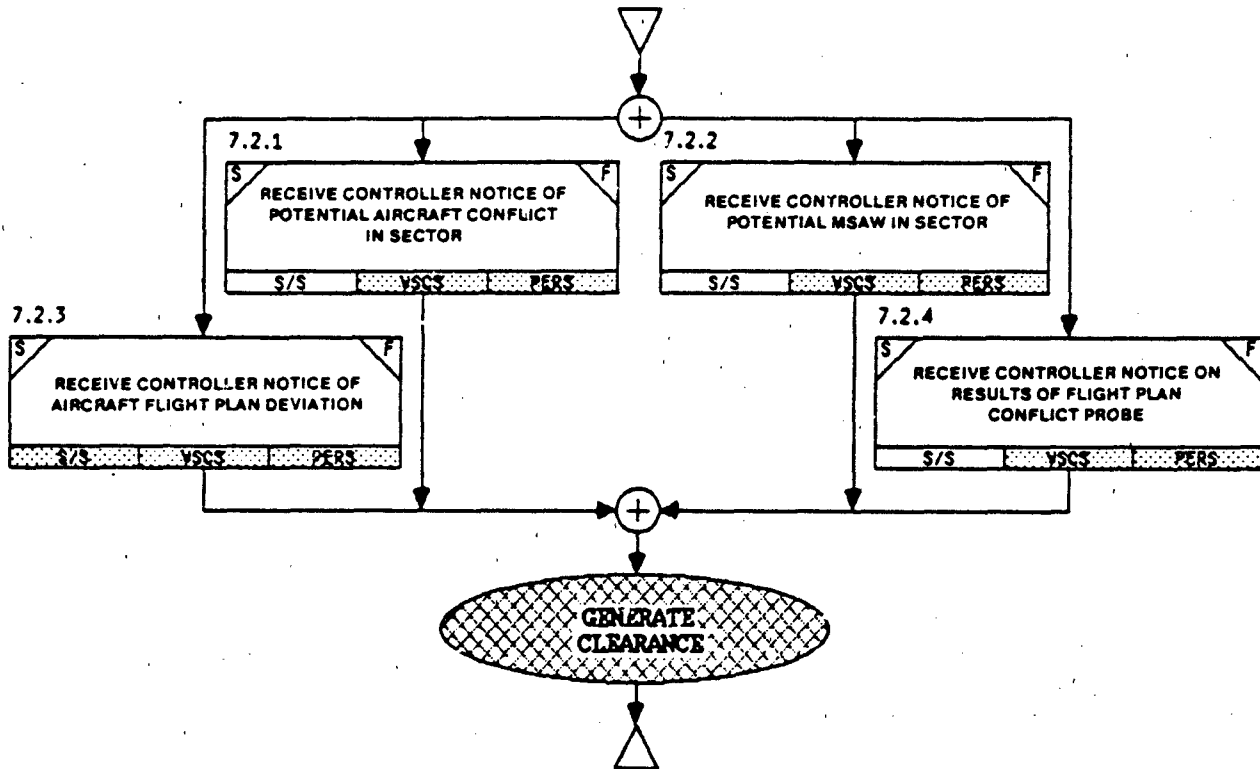 +
7.2.1
S F
RECEIVE CONTROLLER NOTICE OF
POTENTIAL AIRCRAFT CONFLICT
IN SECTOR
S/S VSCS PERS
7.2.2
S F
RECEIVE CONTROLLER NOTICE OF
POTENTIAL MSAW IN SECTOR
S/S VSCS PERS
7.2.3
S F
RECEIVE CONTROLLER NOTICE OF
AIRCRAFT FLIGHT PLAN DEVIATION
S/S VSCS PERS
7.2.4
S F
RECEIVE CONTROLLER NOTICE ON
RESULTS OF FLIGHT PLAN
CONFLICT PROBE
S/S VSCS PERS
+
GENERATE
CLEARANCE